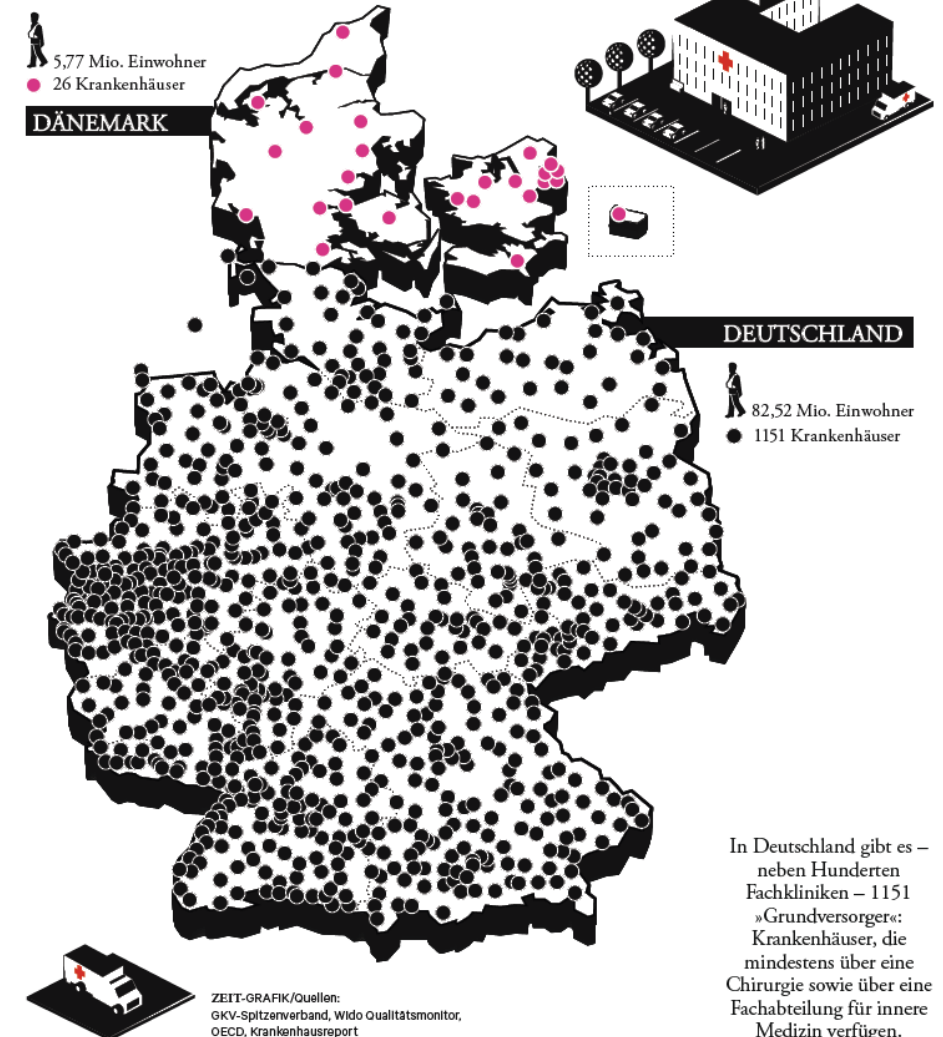 5,77 Mio. Einwohner
26 Krankenhäuser
DÄNEMARK
DEUTSCHLAND
82,52 Mio. Einwohner
1151 Krankenhäuser
In Deutschland gibt es –
neben Hunderten
Fachkliniken – 1151
»Grundversorger«:
Krankenhäuser, die
mindestens über eine
Chirurgie sowie über eine
Fachabteilung für innere
Medizin verfügen.
ZEIT-GRAFIK/Quellen:
GKV-Spitzenverband, Wido Qualitätsmonitor,
OECD, Krankenhausreport